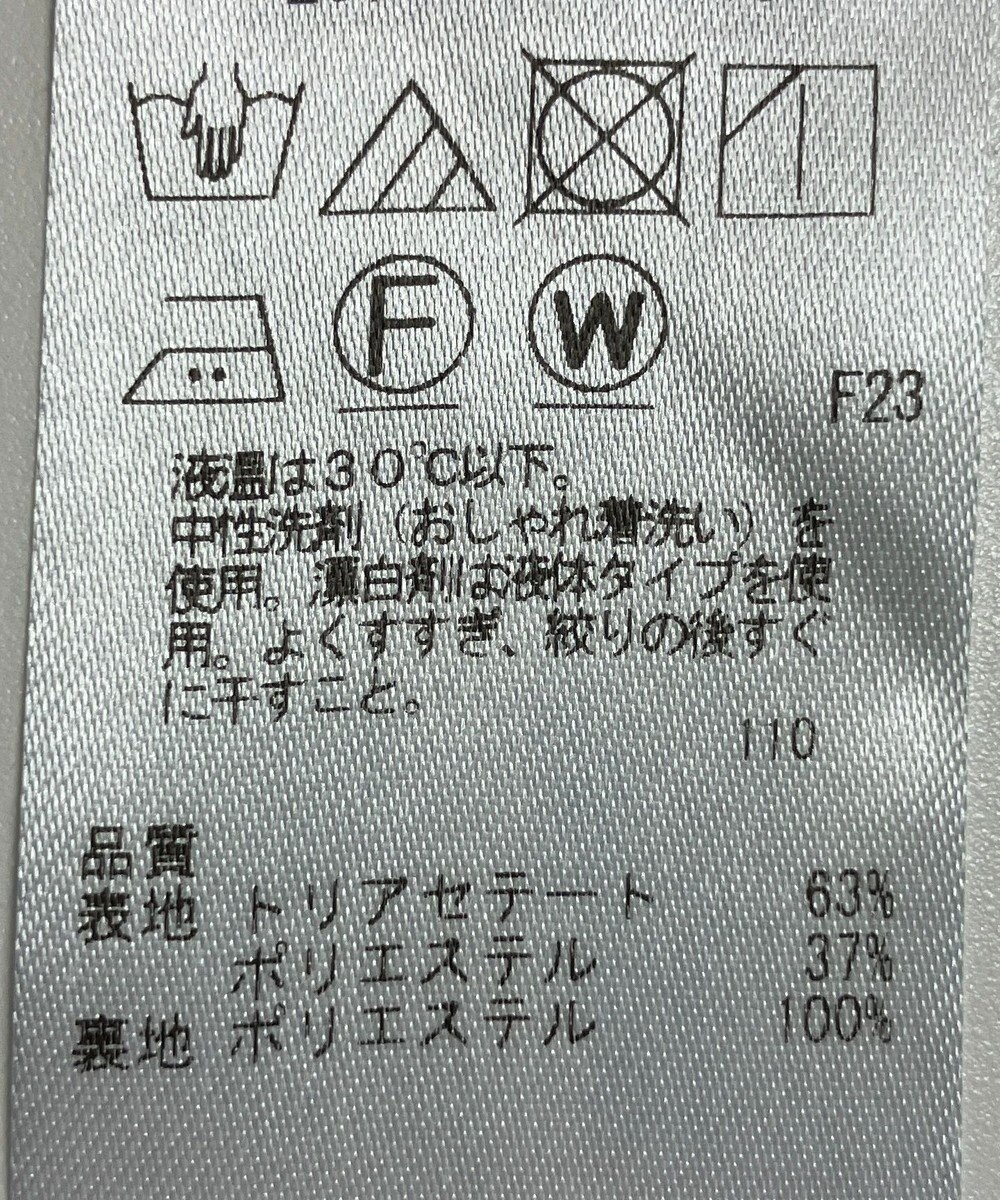 F
W
F23
液温は30℃以下。
中性洗剤(おしゃれ着洗い)を
使用。漂白剤は液体タイプを使
用。よくすすぎ、絞りの後すぐ
に干すこと。
110
品質
表地 トリアセテート 63%
ポリエステル 37%
裏地 ポリエステル 100%